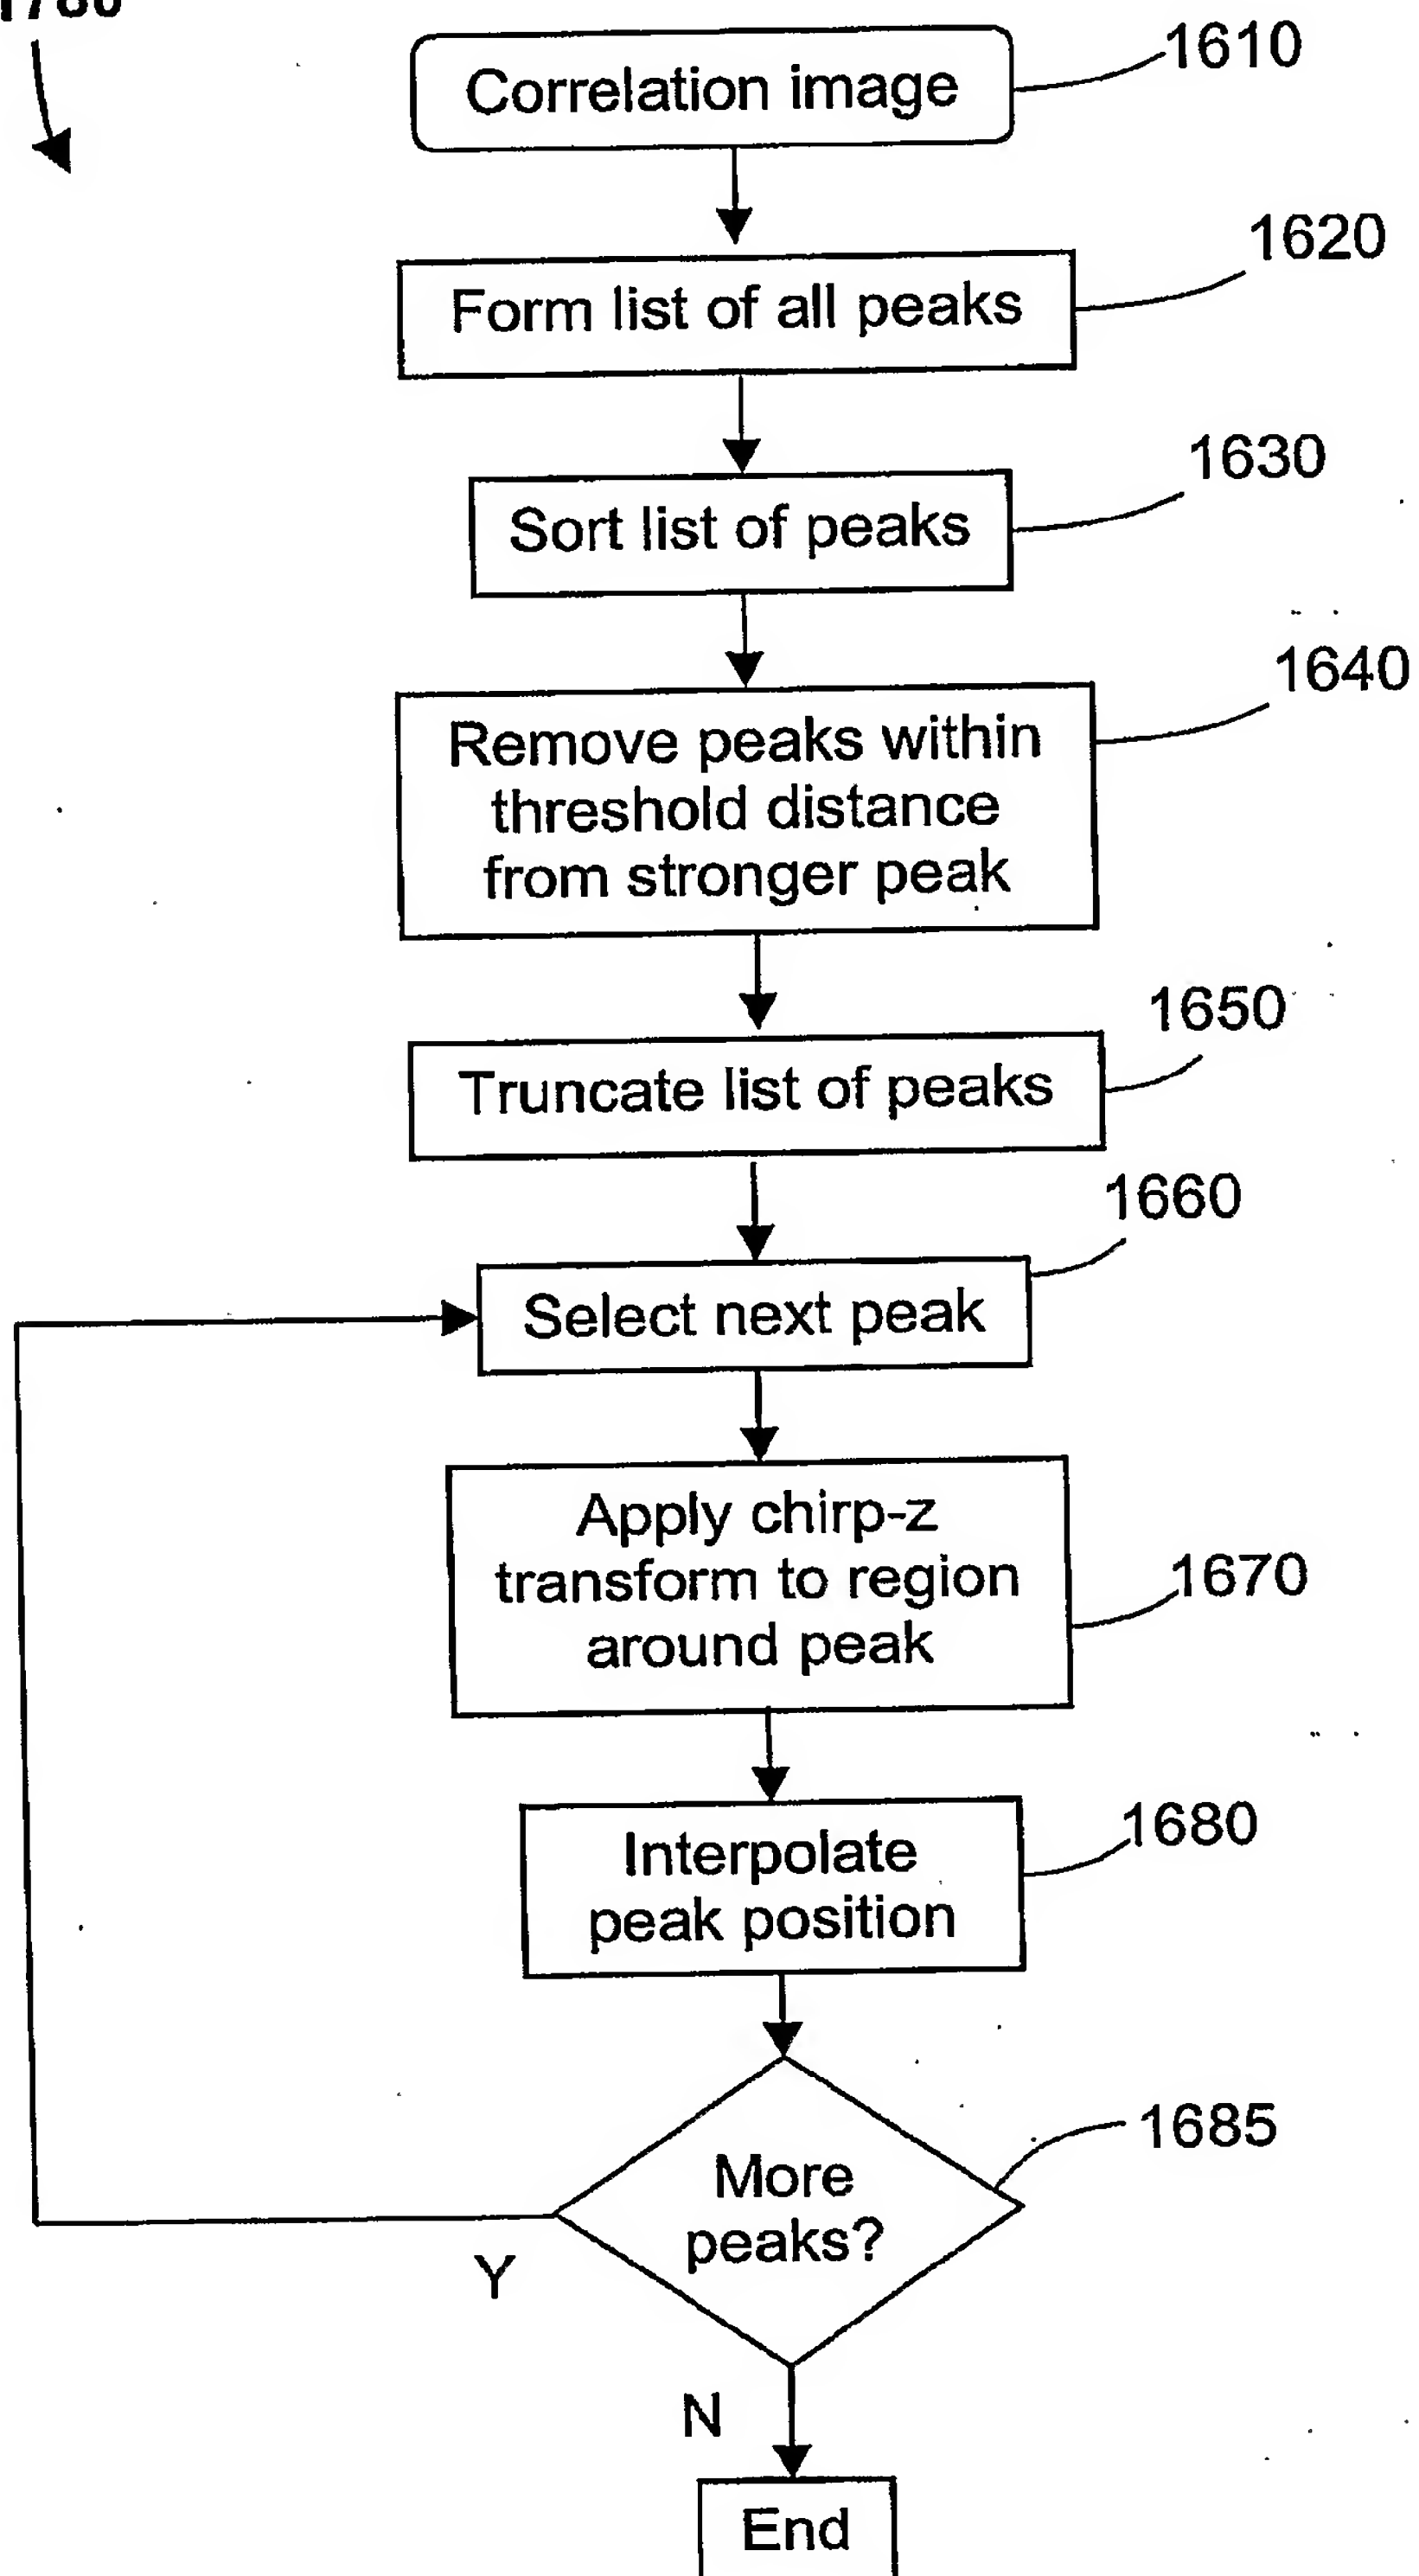 1610
Correlation image
1620
Form list of all peaks
1630
Sort list of peaks
1640
Remove peaks within
threshold distance
from stronger peak
1650
Truncate list of peaks
1660
Select next peak
Apply chirp-z
transform to region
around peak
1670
Interpolate
peak position
1680
More
peaks?
1685
Y
N
End